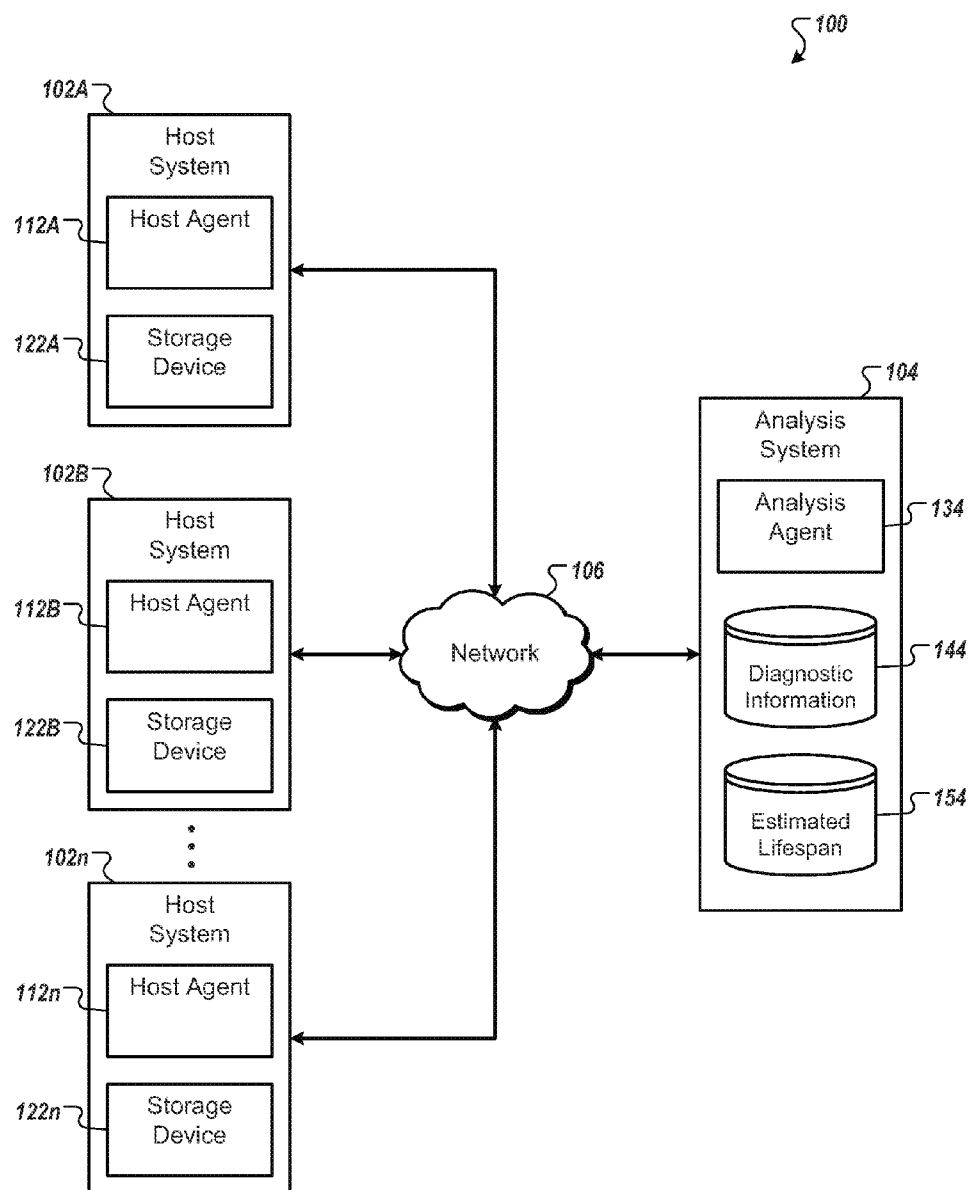 100
102A
Host
System
112A
Host Agent
122A
Storage
Device
102B
Host
System
112B
Host Agent
122B
Storage
Device
102n
Host
System
112n
Host Agent
122n
Storage
Device
106
Network
104
Analysis
System
Analysis
Agent
134
144
Diagnostic
Information
154
Estimated
Lifespan